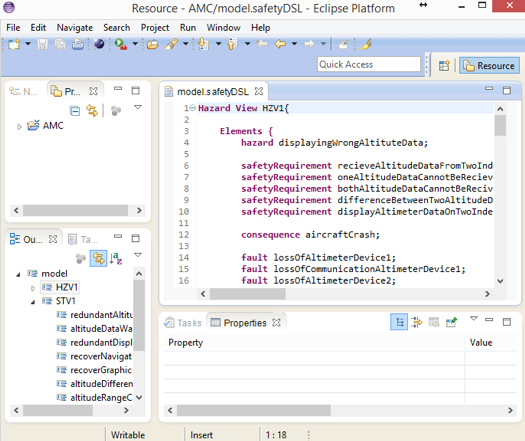 Resource - AMC/model.safetyDSL - Eclipse Platform
File Edit Navigate Search Project Run Window Help
Quick Access
Resource
N... Pr...
AMC
model.safetyDSL
1 Hazard View HZV1{
2
3 Elements {
4 hazard displayingWrongAltituteData;
5
6 safetyRequirement recieveAltitudeDataFromTwoInd
7 safetyRequirement oneAltitudeDataCannotBeReciv
8 safetyRequirement bothAltitudeDataCannotBeReciv
9 safetyRequirement differenceBetweenTwoAltitudeD
10 safetyRequirement displayAltimeterDataOnTwoInde
11
12 consequence aircraftCrash;
13
14 fault lossOfAltimeterDevice1;
15 fault lossOfCommunicationAltimeterDevice1;
16 fault lossOfAltimeterDevice2;
Ou... Ta...
model
HZV1
STV1
redundantAltitu
altitudeDataWa
redundantDispl
recoverNavigat
recoverGraphic
altitudeDifferen
altitudeRangeC
Tasks Properties
Property Value
Writable Insert 1 : 18